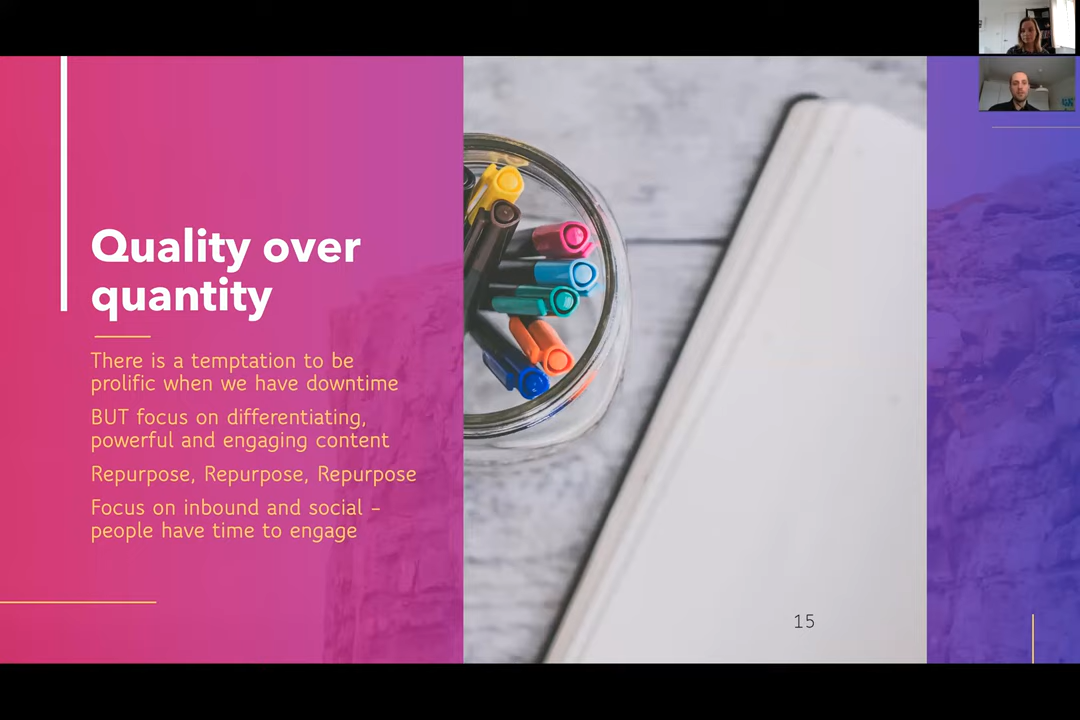 Quality over
quantity
There is a temptation to be
prolific when we have downtime
BUT focus on differentiating,
powerful and engaging content
Repurpose, Repurpose, Repurpose
Focus on inbound and social –
people have time to engage
15